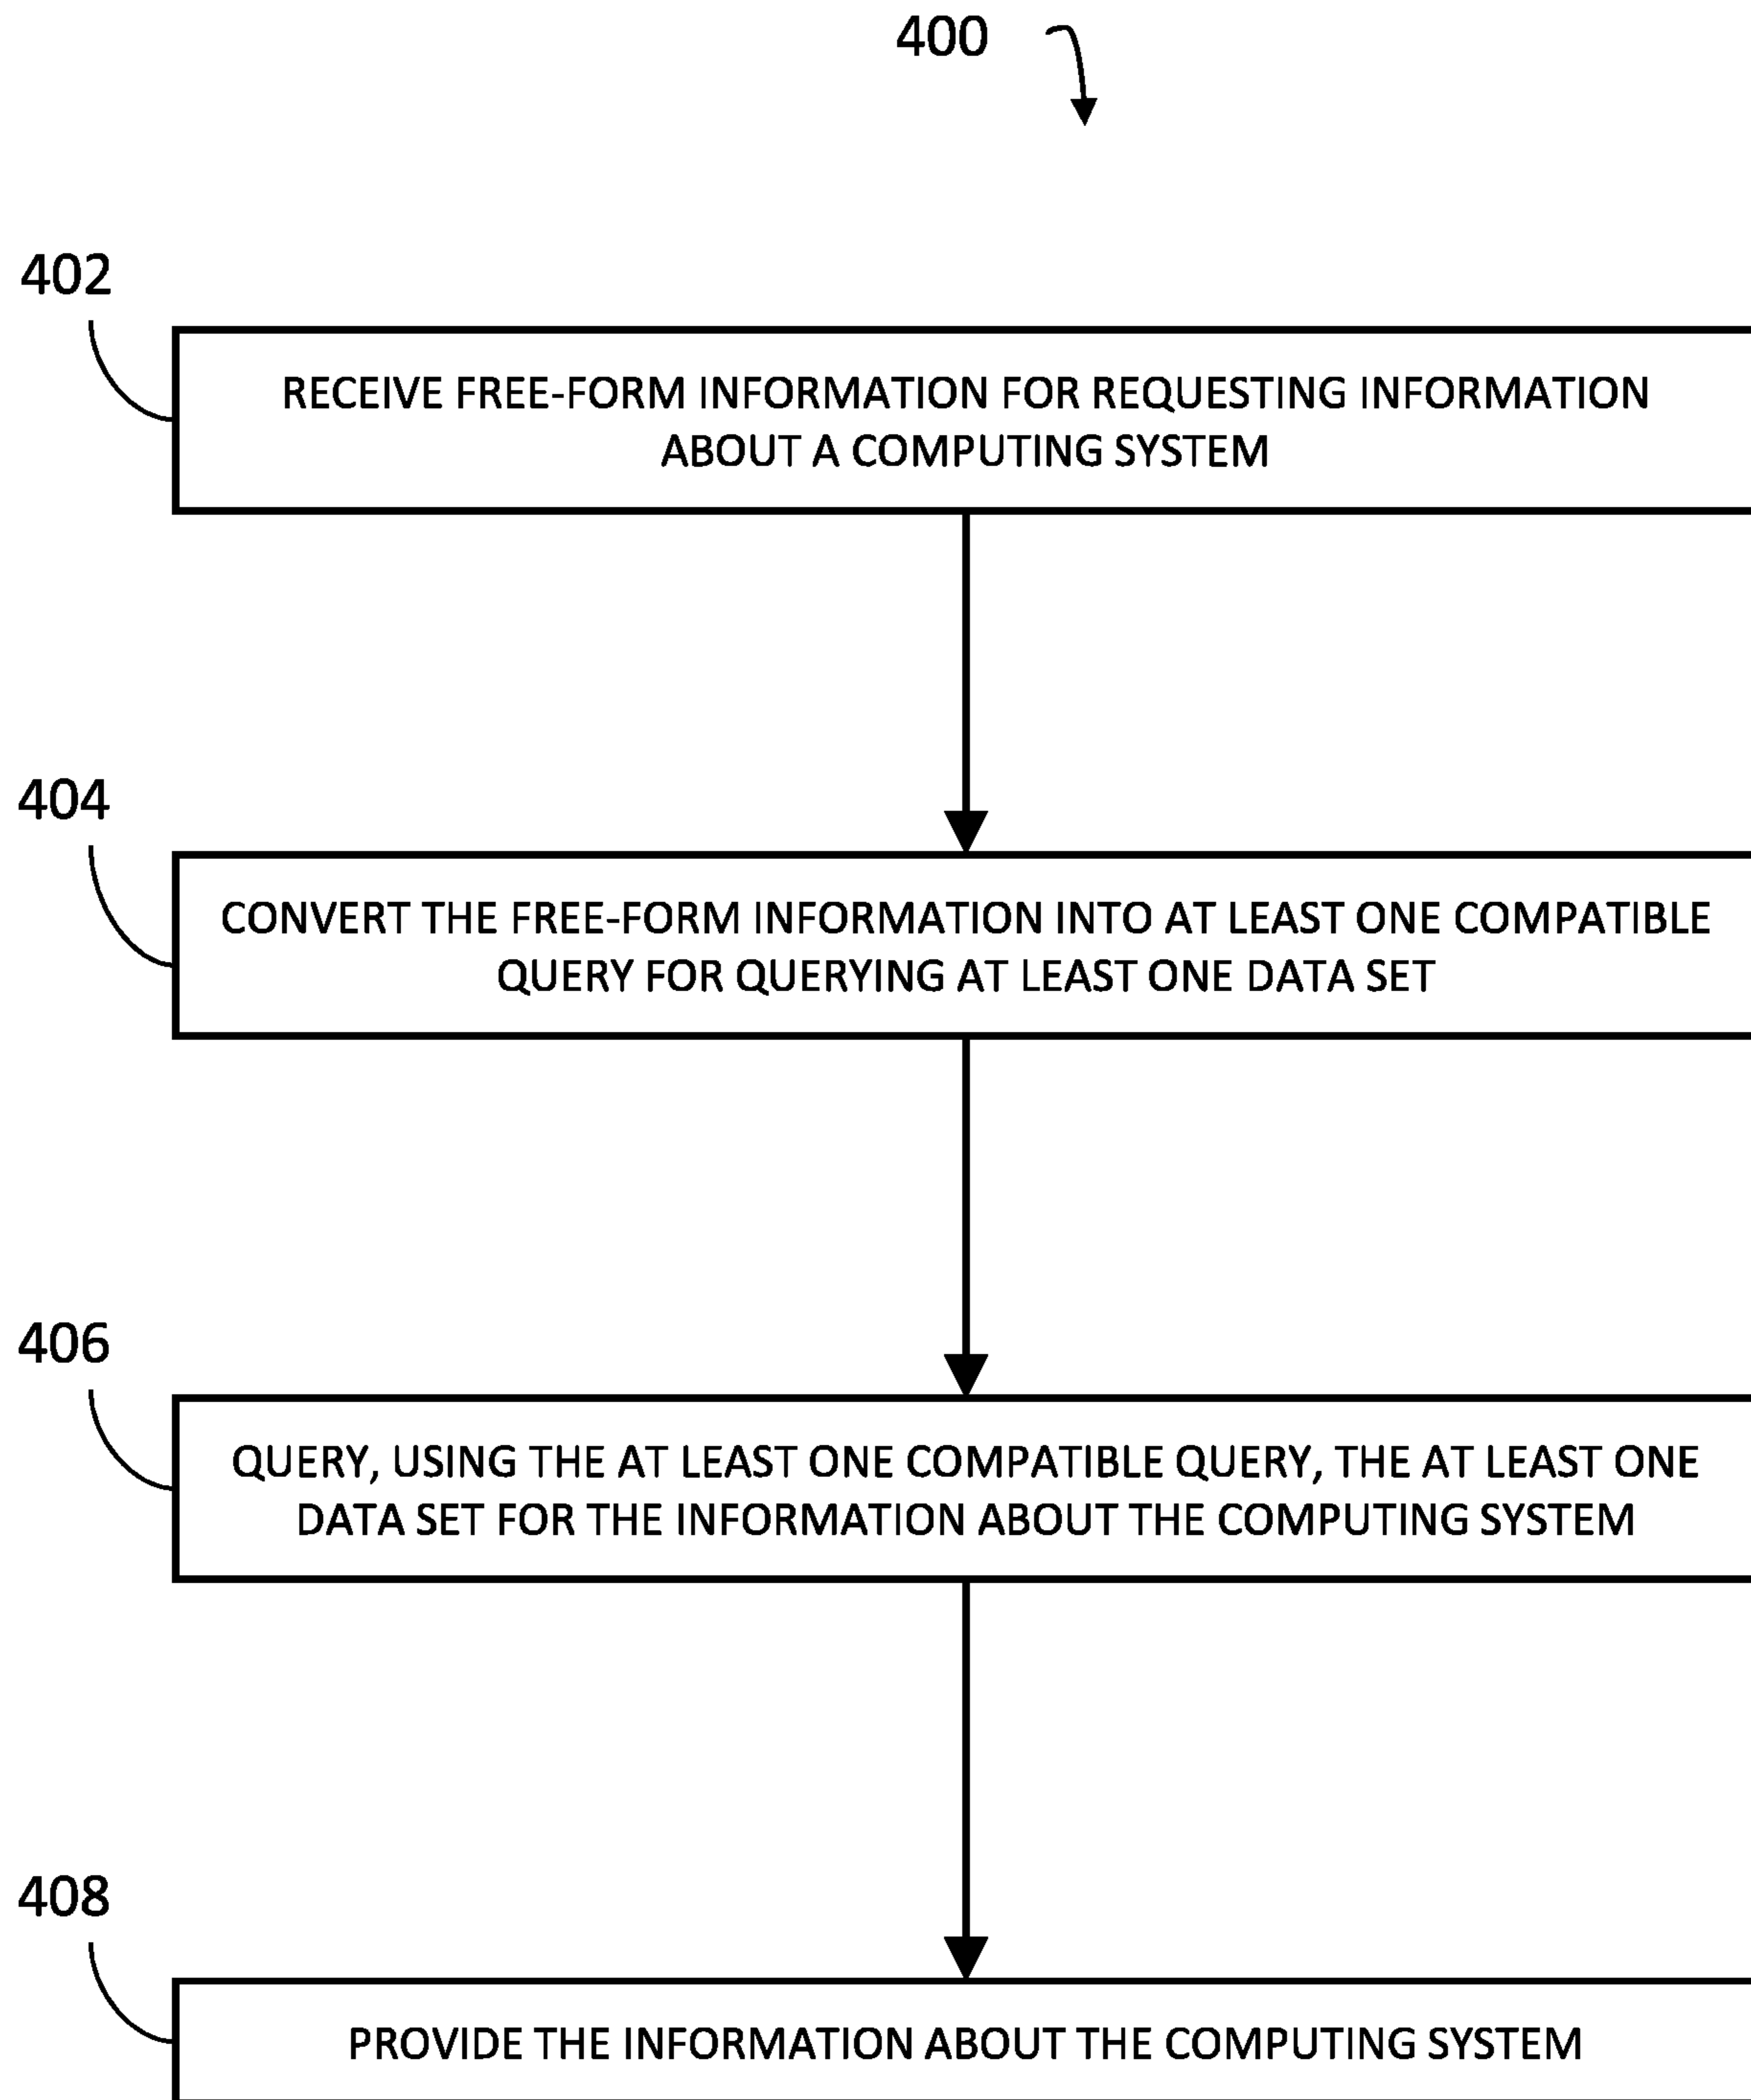 400
402
RECEIVE FREE-FORM INFORMATION FOR REQUESTING INFORMATION
ABOUT A COMPUTING SYSTEM
404
CONVERT THE FREE-FORM INFORMATION INTO AT LEAST ONE COMPATIBLE
QUERY FOR QUERYING AT LEAST ONE DATA SET
406
QUERY, USING THE AT LEAST ONE COMPATIBLE QUERY, THE AT LEAST ONE
DATA SET FOR THE INFORMATION ABOUT THE COMPUTING SYSTEM
408
PROVIDE THE INFORMATION ABOUT THE COMPUTING SYSTEM